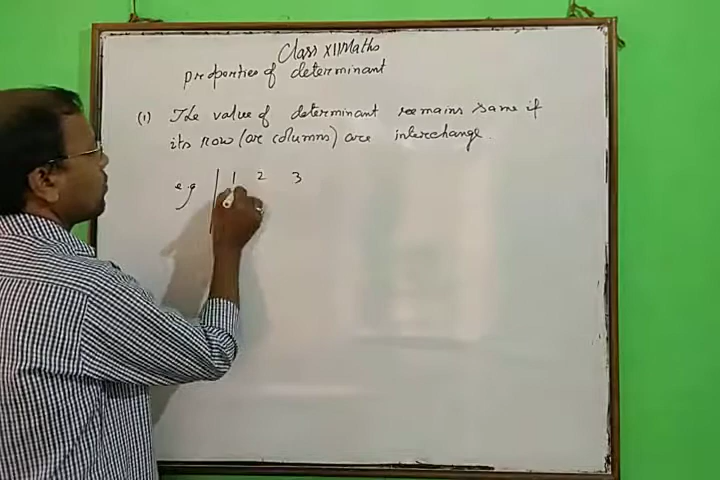 Class XII Maths
properties of determinant
(1) The value of determinant remains same if
its row (or columns) are interchange.
e.g | 1 2 3